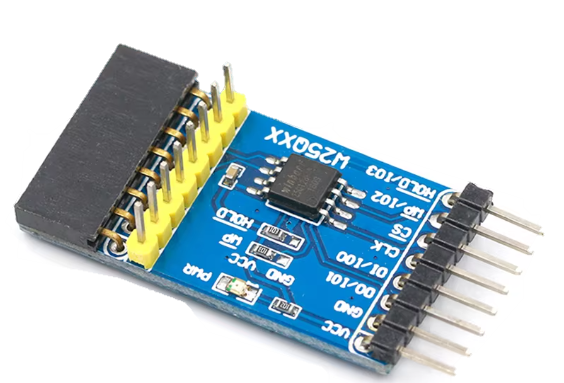 W25QXX
HOLD/IO3
WP/IO2
CS
CLK
DI/IO0
DO/IO1
GND
VCC
HOLD
WP
VCC
GND
PWR